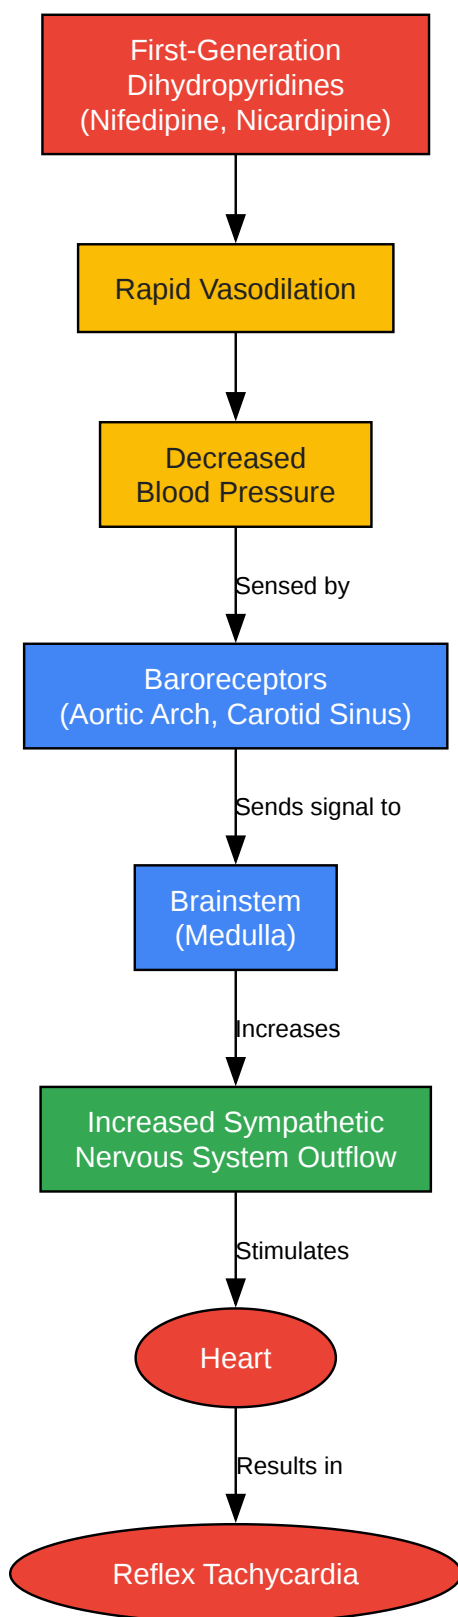 First-Generation
Dihydropyridines
(Nifedipine, Nicardipine)
Rapid Vasodilation
Decreased
Blood Pressure
Sensed by
Baroreceptors
(Aortic Arch, Carotid Sinus)
Sends signal to
Brainstem
(Medulla)
Increases
Increased Sympathetic
Nervous System Outflow
Stimulates
Heart
Results in
Reflex Tachycardia